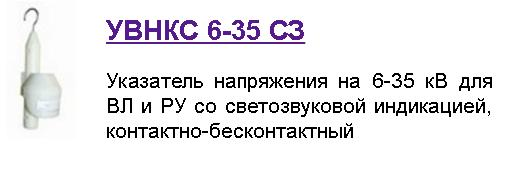 УВНКС 6-35 СЗ
Указатель напряжения на 6-35 кВ для
ВЛ и РУ со светозвуковой индикацией,
контактно-бесконтактный